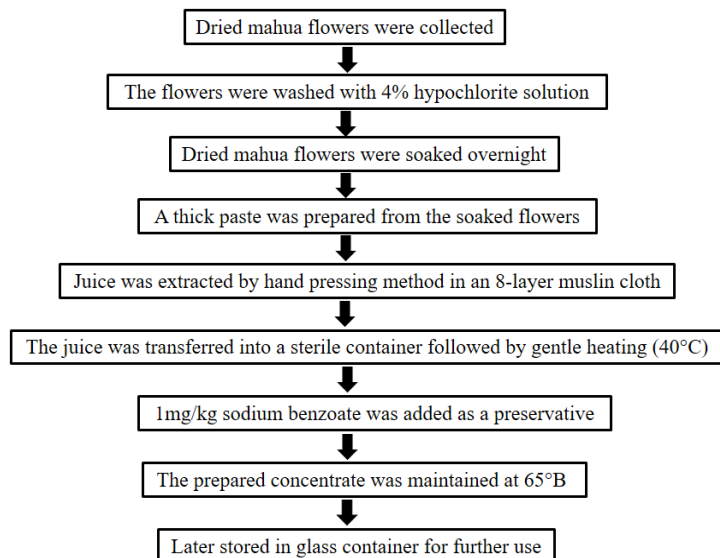 Dried mahua flowers were collected
The flowers were washed with 4% hypochlorite solution
Dried mahua flowers were soaked overnight
A thick paste was prepared from the soaked flowers
Juice was extracted by hand pressing method in an 8-layer muslin cloth
The juice was transferred into a sterile container followed by gentle heating (40°C)
1mg/kg sodium benzoate was added as a preservative
The prepared concentrate was maintained at 65°B
Later stored in glass container for further use